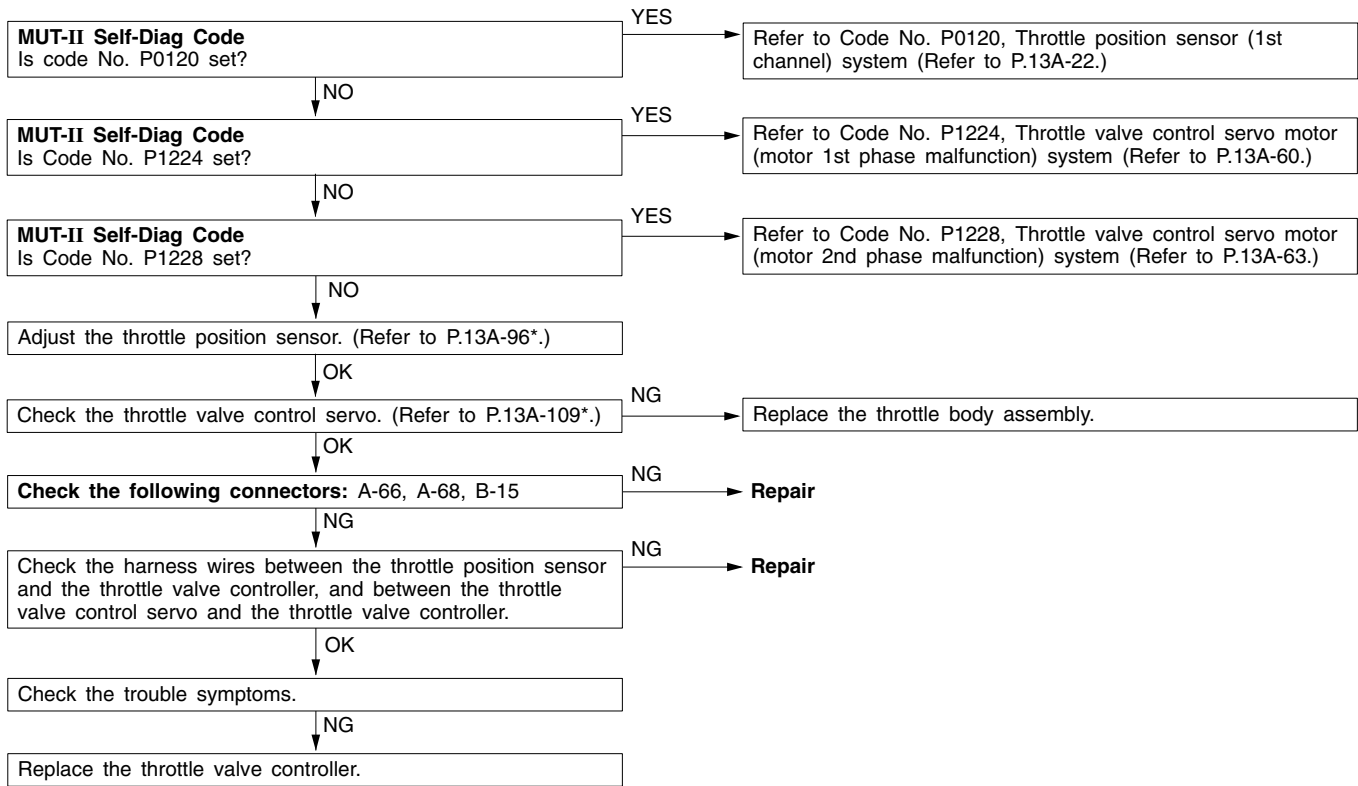 MUT-II Self-Diag Code
Is code No. P0120 set?
YES
Refer to Code No. P0120, Throttle position sensor (1st
channel) system (Refer to P.13A-22.)
NO
MUT-II Self-Diag Code
Is Code No. P1224 set?
YES
Refer to Code No. P1224, Throttle valve control servo motor
(motor 1st phase malfunction) system (Refer to P.13A-60.)
NO
MUT-II Self-Diag Code
Is Code No. P1228 set?
YES
Refer to Code No. P1228, Throttle valve control servo motor
(motor 2nd phase malfunction) system (Refer to P.13A-63.)
NO
Adjust the throttle position sensor. (Refer to P.13A-96*.)
OK
Check the throttle valve control servo. (Refer to P.13A-109*.)
NG
Replace the throttle body assembly.
OK
Check the following connectors: A-66, A-68, B-15
NG
Repair
NG
Check the harness wires between the throttle position sensor
and the throttle valve controller, and between the throttle
valve control servo and the throttle valve controller.
NG
Repair
OK
Check the trouble symptoms.
NG
Replace the throttle valve controller.